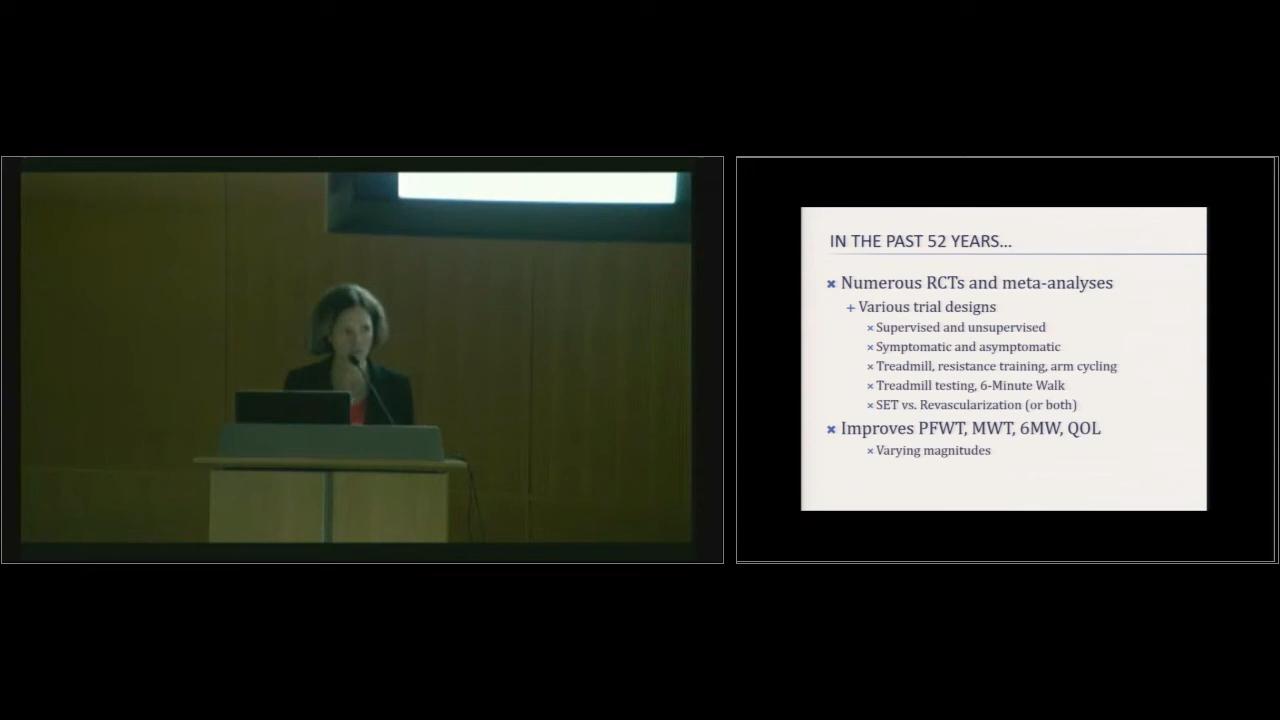 IN THE PAST 52 YEARS...
Numerous RCTs and meta-analyses
Various trial designs
Supervised and unsupervised
Symptomatic and asymptomatic
Treadmill, resistance training, arm cycling
Treadmill testing, 6-Minute Walk
SET vs. Revascularization (or both)
Improves PFWT, MWT, 6MW, QOL
Varying magnitudes